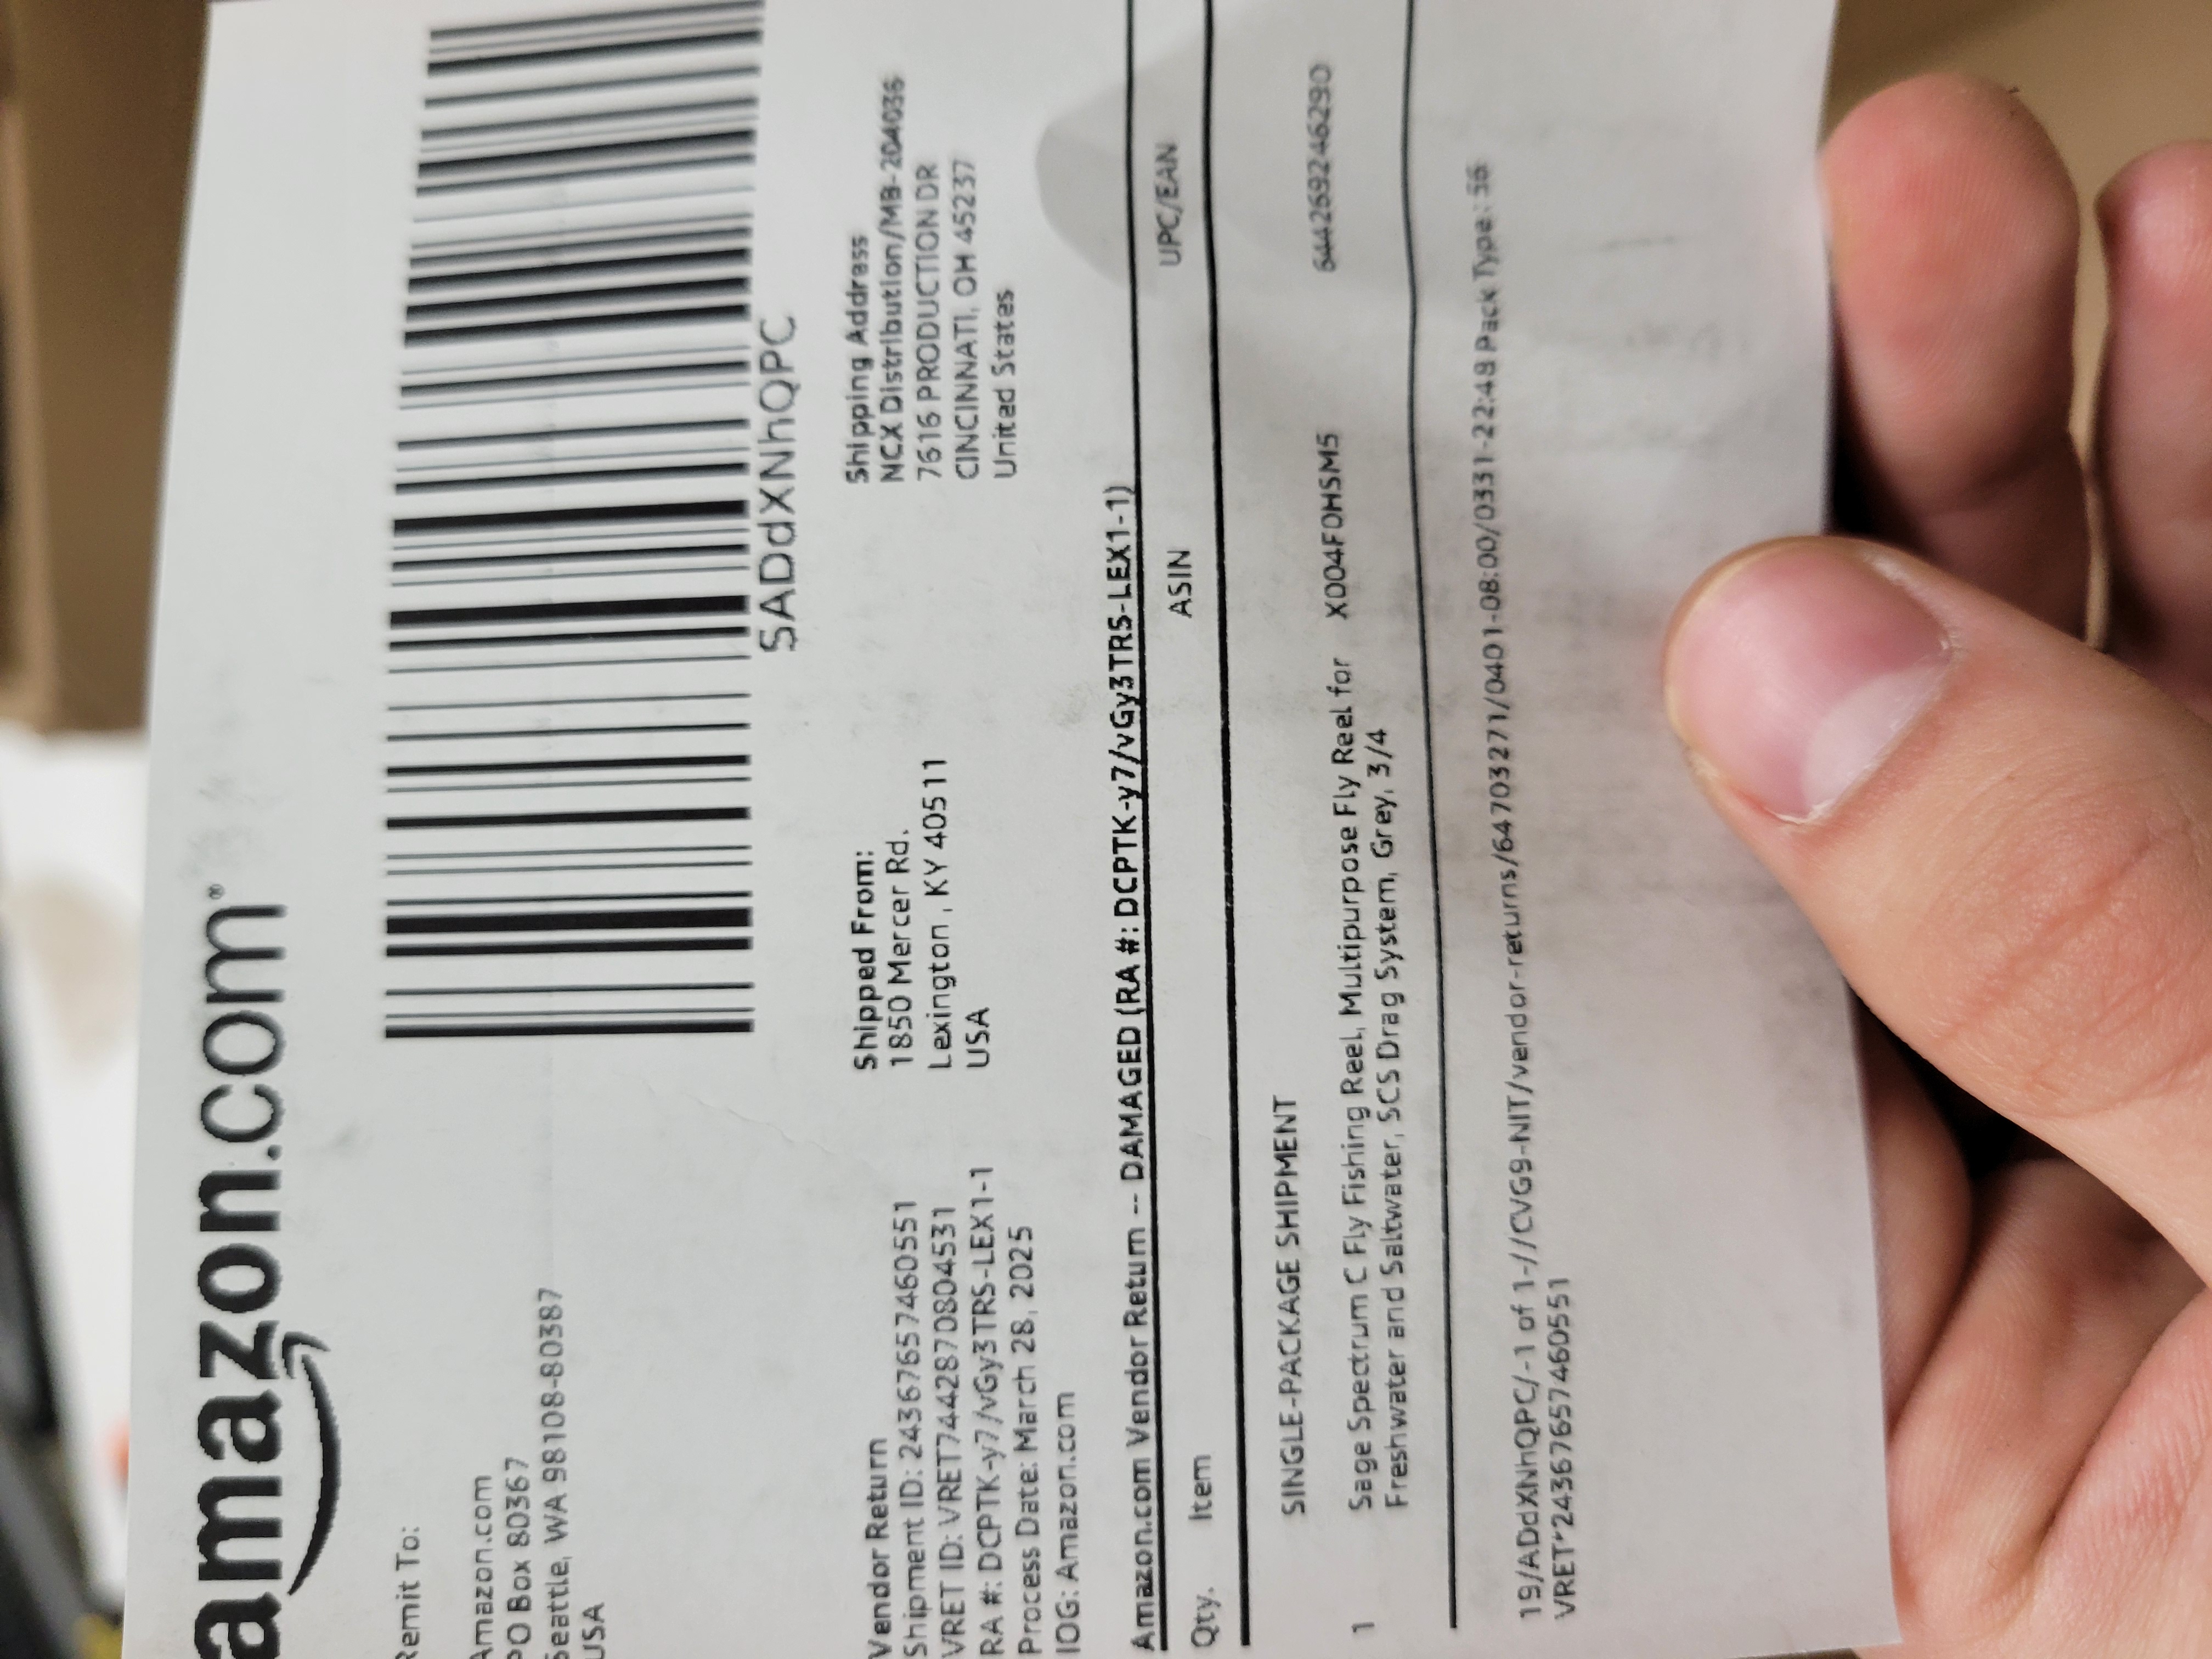 amazon.com®
Remit To:
Amazon.com
PO Box 80367
Seattle, WA 98108-80387
USA
SADdXNhQPC
Vendor Return
Shipment ID: 24367657460551
VRET ID: VRET7442870804531
RA #: DCPTK-y7/vGy3TRS-LEX1-1
Process Date: March 28, 2025
IOG: Amazon.com
Shipped From:
1850 Mercer Rd.
Lexington, KY 40511
USA
Shipping Address
NCX Distribution/MB-204036
7616 PRODUCTION DR
CINCINNATI, OH 45237
United States
Amazon.com Vendor Return -- DAMAGED (RA #: DCPTK-y7/vGy3TRS-LEX1-1)
Qty. Item ASIN UPC/EAN
SINGLE-PACKAGE SHIPMENT
1 Sage Spectrum C Fly Fishing Reel, Multipurpose Fly Reel for X004F0HSM5 644269246290
Freshwater and Saltwater, SCS Drag System, Grey, 3/4
19/ADdXNhQPC/-1 of 1-//CVG9-NIT/vendor-returns/64703271/0401-08:00/0331-22:48 Pack Type: 56
VRET*24367657460551